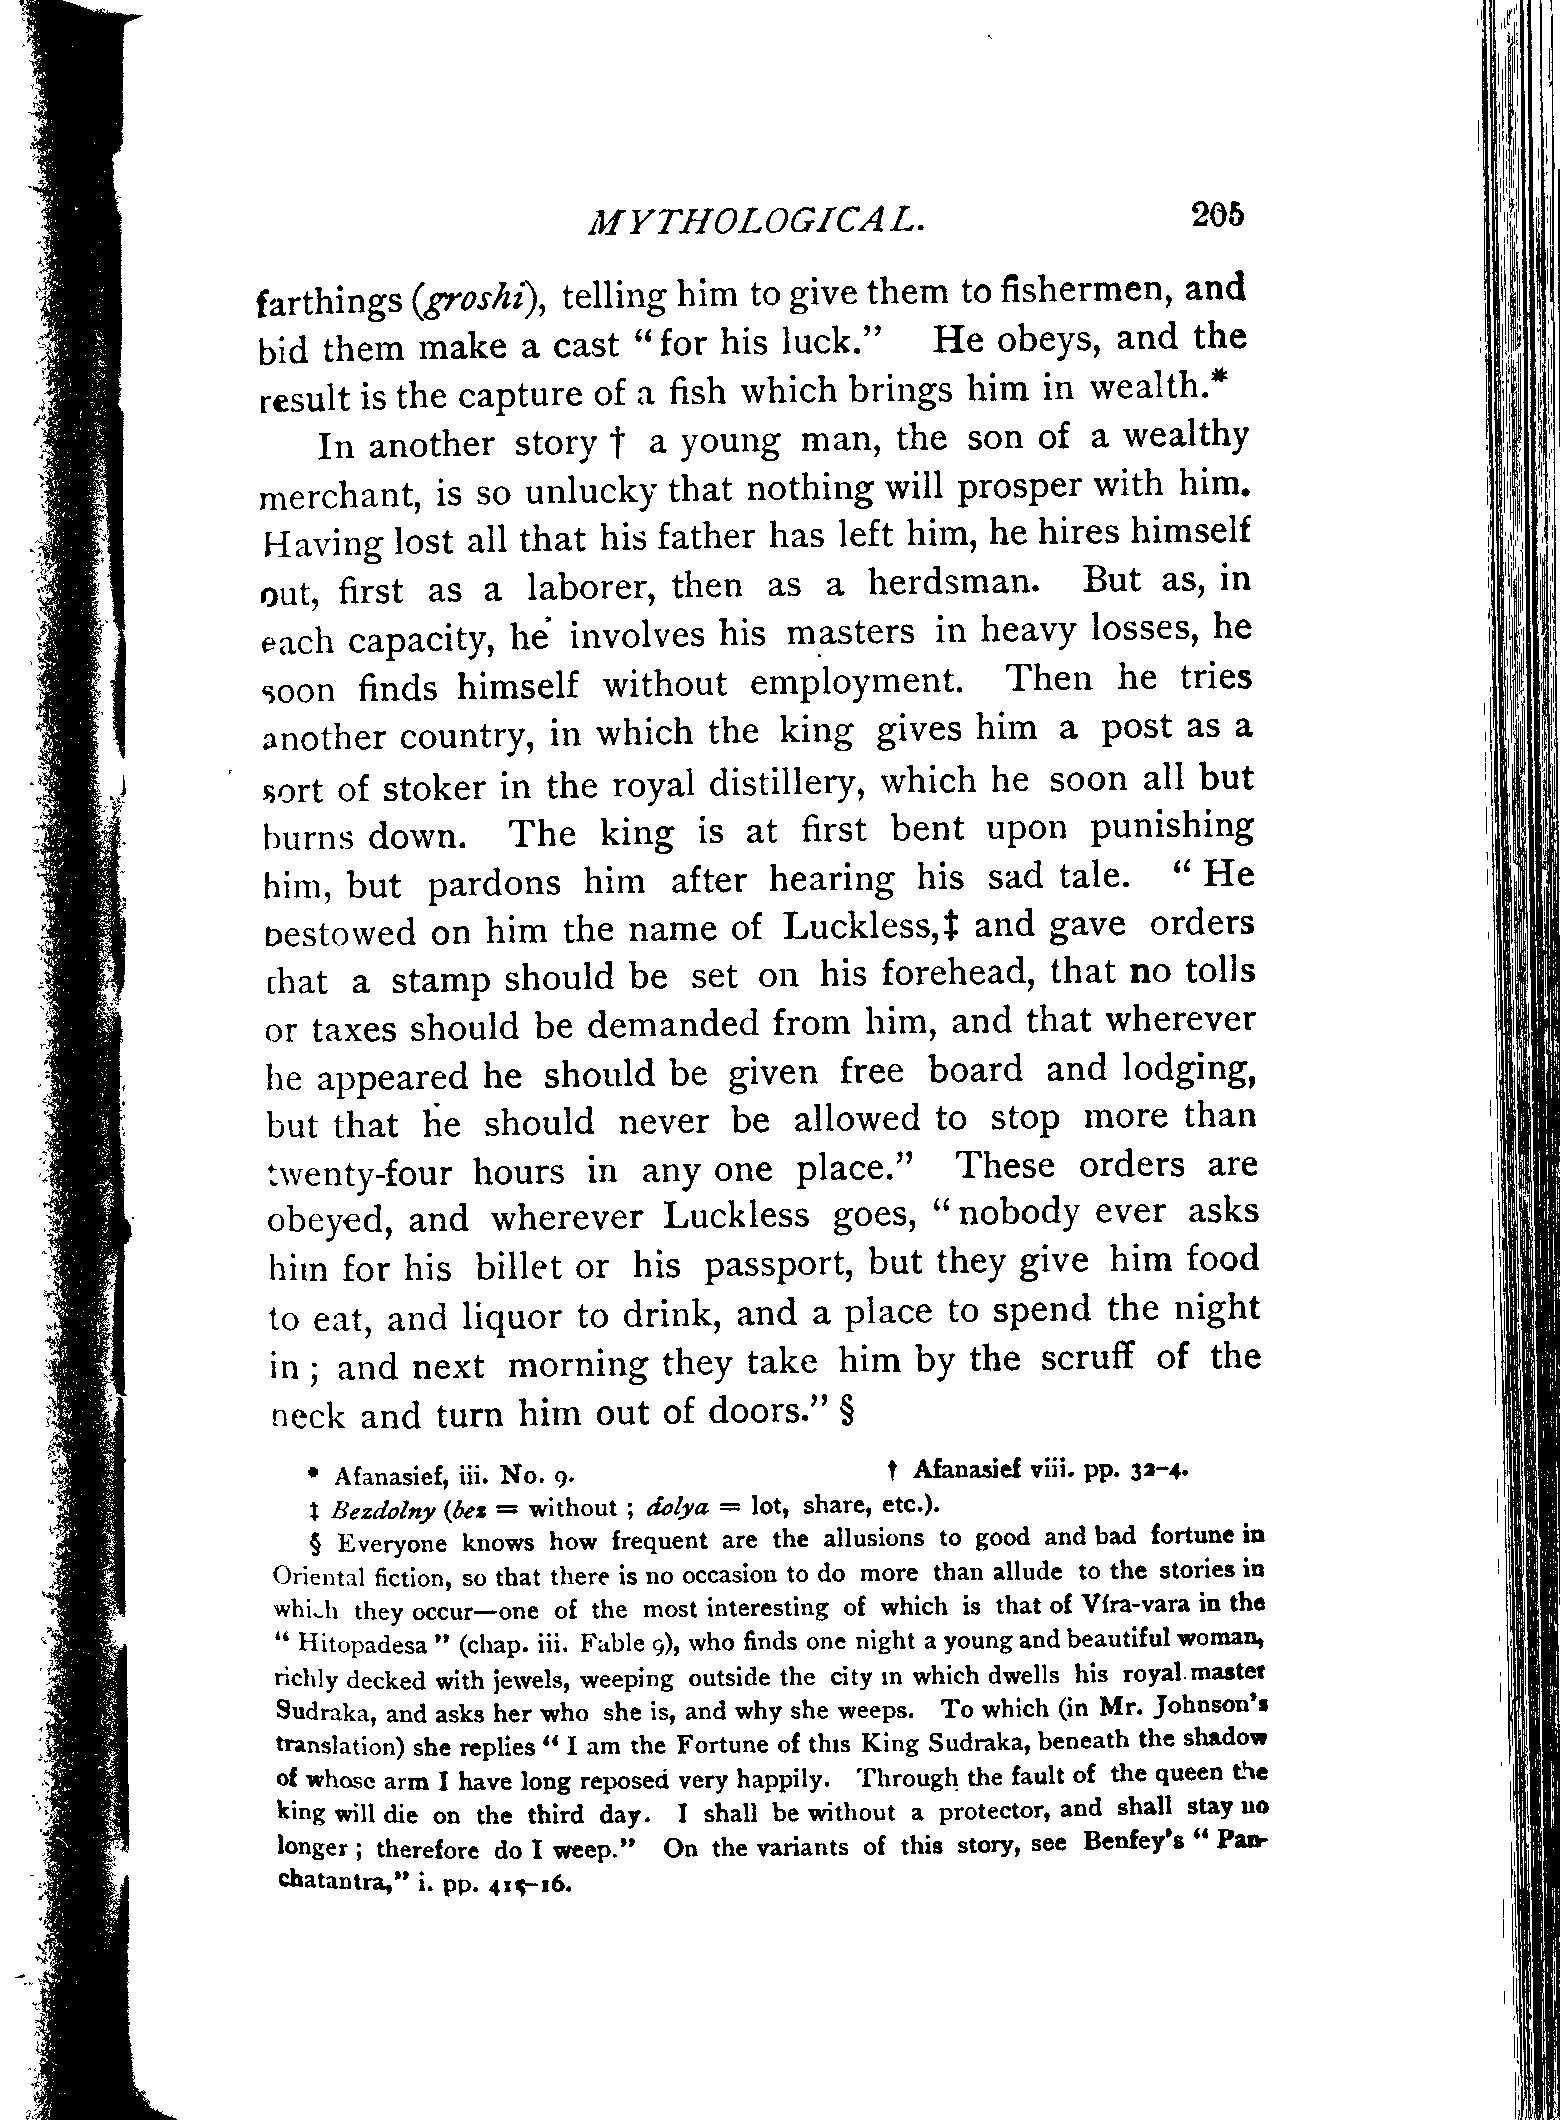 MYTHOLOGICAL. 205
farthings (groshi), telling him to give them to fishermen, and
bid them make a cast “for his luck.” He obeys, and the
result is the capture of a fish which brings him in wealth.*
In another story † a young man, the son of a wealthy
merchant, is so unlucky that nothing will prosper with him.
Having lost all that his father has left him, he hires himself
out, first as a laborer, then as a herdsman. But as, in
each capacity, he involves his masters in heavy losses, he
soon finds himself without employment. Then he tries
another country, in which the king gives him a post as a
sort of stoker in the royal distillery, which he soon all but
burns down. The king is at first bent upon punishing
him, but pardons him after hearing his sad tale. “He
bestowed on him the name of Luckless,‡ and gave orders
that a stamp should be set on his forehead, that no tolls
or taxes should be demanded from him, and that wherever
he appeared he should be given free board and lodging,
but that he should never be allowed to stop more than
twenty-four hours in any one place.” These orders are
obeyed, and wherever Luckless goes, “nobody ever asks
him for his billet or his passport, but they give him food
to eat, and liquor to drink, and a place to spend the night
in ; and next morning they take him by the scruff of the
neck and turn him out of doors.” §
* Afanasief, iii. No. 9. † Afanasief viii. pp. 32–4.
‡ Bezdolny (bez = without ; dolya = lot, share, etc.).
§ Everyone knows how frequent are the allusions to good and bad fortune in
Oriental fiction, so that there is no occasion to do more than allude to the stories in
which they occur—one of the most interesting of which is that of Víra-vara in the
“Hitopadesa” (chap. iii. Fable 9), who finds one night a young and beautiful woman,
richly decked with jewels, weeping outside the city in which dwells his royal master
Sudraka, and asks her who she is, and why she weeps. To which (in Mr. Johnson’s
translation) she replies “I am the Fortune of this King Sudraka, beneath the shadow
of whose arm I have long reposed very happily. Through the fault of the queen the
king will die on the third day. I shall be without a protector, and shall stay no
longer ; therefore do I weep.” On the variants of this story, see Benfey’s “Pan-
chatantra,” i. pp. 415–16.